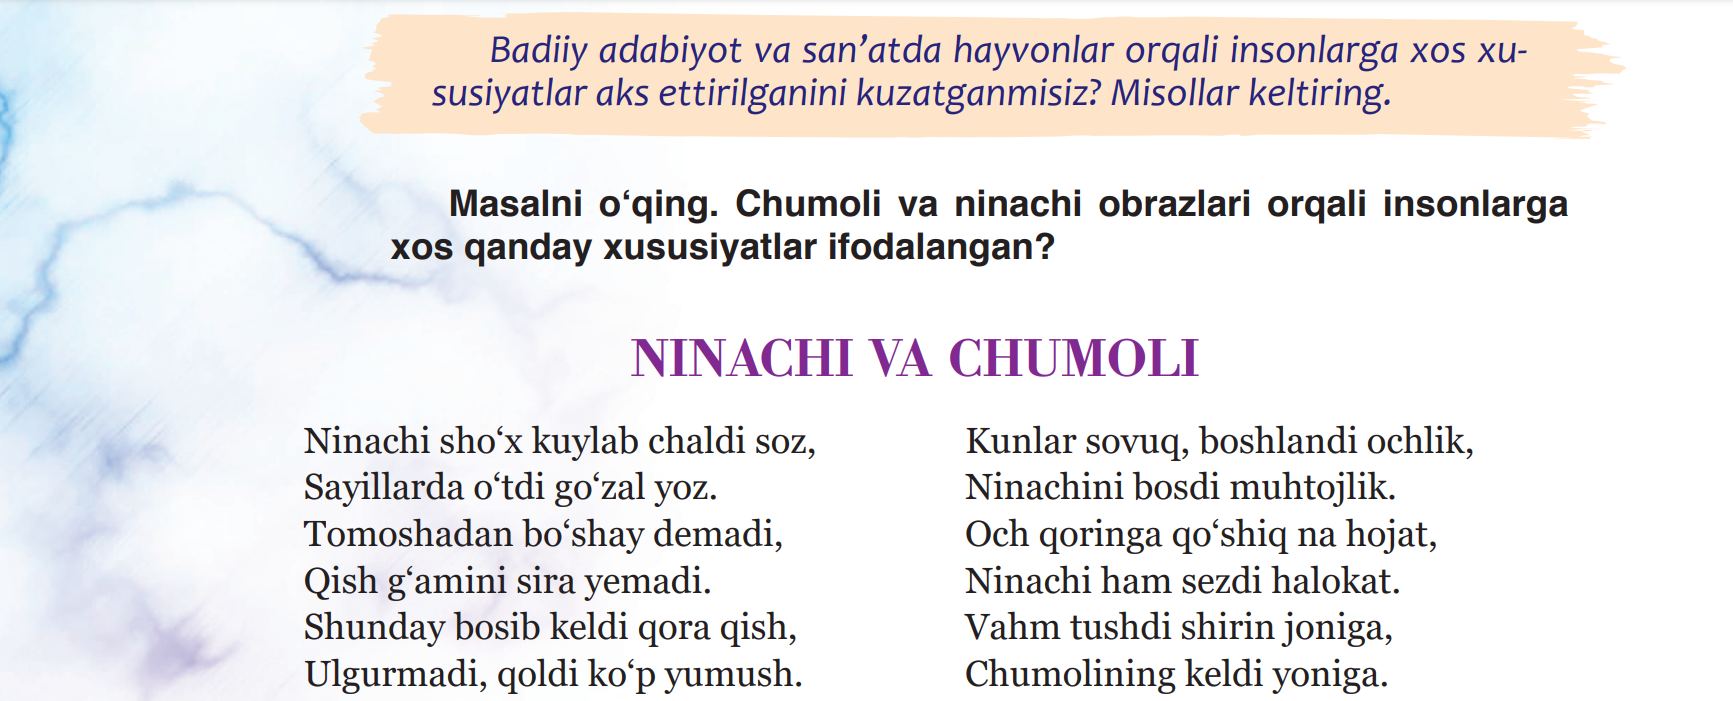 Badiiy adabiyot va san’atda hayvonlar orqali insonlarga xos xu-
susiyatlar aks ettirilganini kuzatganmisiz? Misollar keltiring.
Masalni o‘qing. Chumoli va ninachi obrazlari orqali insonlarga
xos qanday xususiyatlar ifodalangan?
NINACHI VA CHUMOLI
Ninachi sho‘x kuylab chaldi soz,
Sayillarda o‘tdi go‘zal yoz.
Tomoshadan bo‘shay demadi,
Qish g‘amini sira yemadi.
Shunday bosib keldi qora qish,
Ulgurmadi, qoldi ko‘p yumush.
Kunlar sovuq, boshlandi ochlik,
Ninachini bosdi muhtojlik.
Och qoringa qo‘shiq na hojat,
Ninachi ham sezdi halokat.
Vahm tushdi shirin joniga,
Chumolining keldi yoniga.